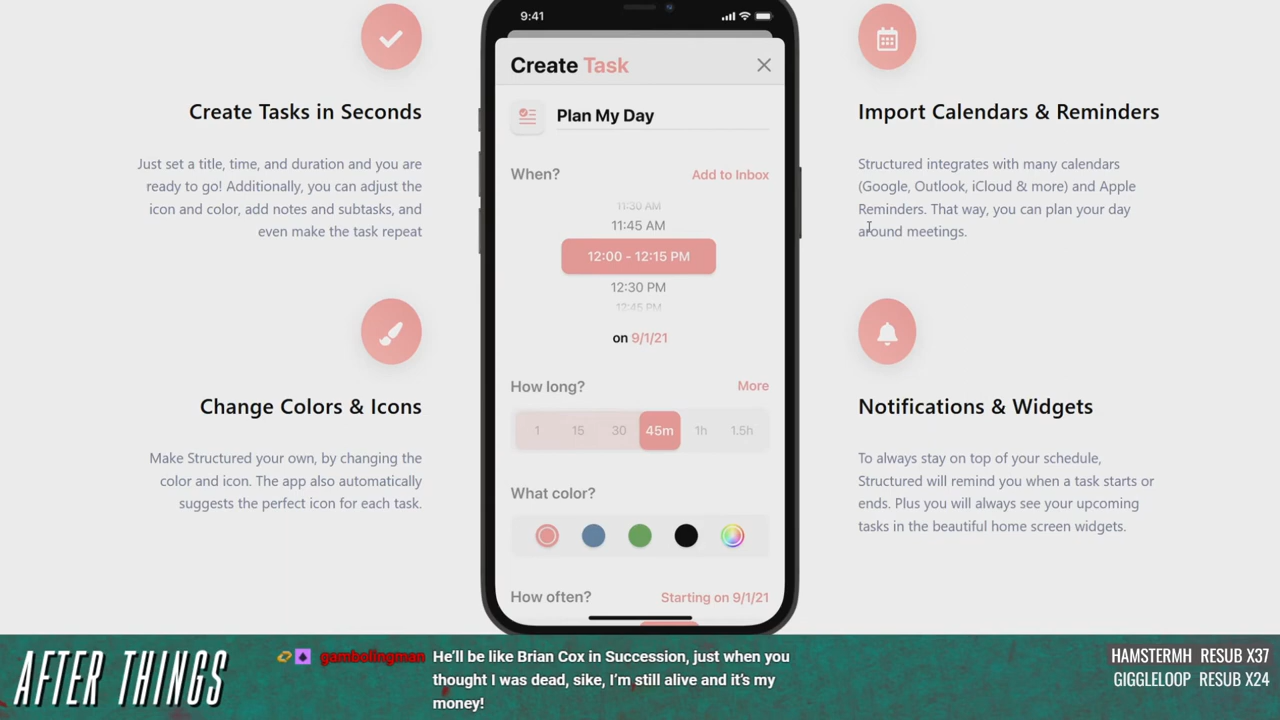 Create Tasks in Seconds
Just set a title, time, and duration and you are
ready to go! Additionally, you can adjust the
icon and color, add notes and subtasks, and
even make the task repeat
Change Colors & Icons
Make Structured your own, by changing the
color and icon. The app also automatically
suggests the perfect icon for each task.
9:41
Create Task
Plan My Day
When?
Add to Inbox
11:30 AM
11:45 AM
12:00 - 12:15 PM
12:30 PM
12:45 PM
on 9/1/21
How long?
More
1 15 30 45m 1h 1.5h
What color?
How often?
Starting on 9/1/21
Import Calendars & Reminders
Structured integrates with many calendars
(Google, Outlook, iCloud & more) and Apple
Reminders. That way, you can plan your day
around meetings.
Notifications & Widgets
To always stay on top of your schedule,
Structured will remind you when a task starts or
ends. Plus you will always see your upcoming
tasks in the beautiful home screen widgets.
AFTER THINGS
gambolingman He'll be like Brian Cox in Succession, just when you
thought I was dead, sike, I'm still alive and it's my
money!
HAMSTERMH RESUB X37
GIGGLELOOP RESUB X24